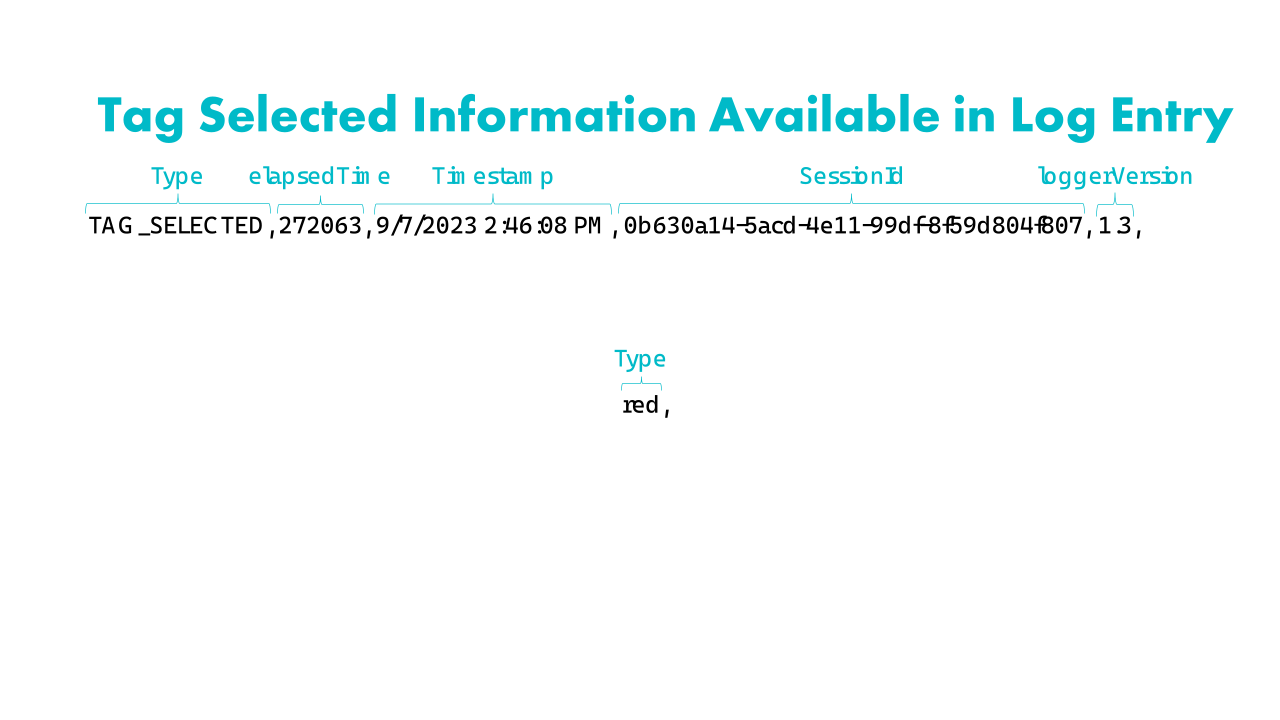 Tag Selected Information Available in Log Entry
Type elapsedTime Timestamp SessionId loggerVersion
TAG_SELECTED,272063,9/7/2023 2:46:08 PM,0b630a14-5acd-4e11-99df-8f59d804f807,1.3,
Type
red,